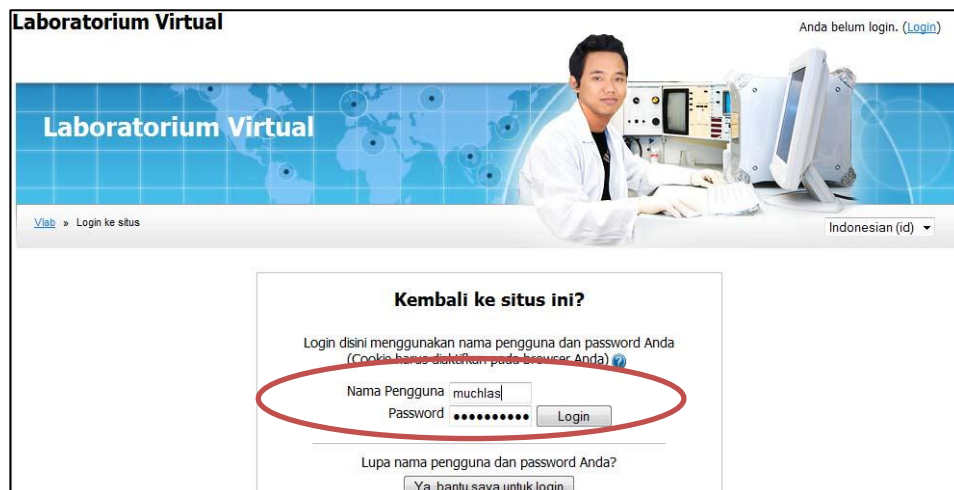 Laboratorium Virtual
Anda belum login. (Login)
Laboratorium Virtual
Vlab » Login ke situs
Indonesian (id)
Kembali ke situs ini?
Login disini menggunakan nama pengguna dan password Anda
(Cookie harus diaktifkan pada browser Anda)
Nama Pengguna muchlas
Password ●●●●●●●●●● Login
Lupa nama pengguna dan password Anda?
Ya, bantu saya untuk login